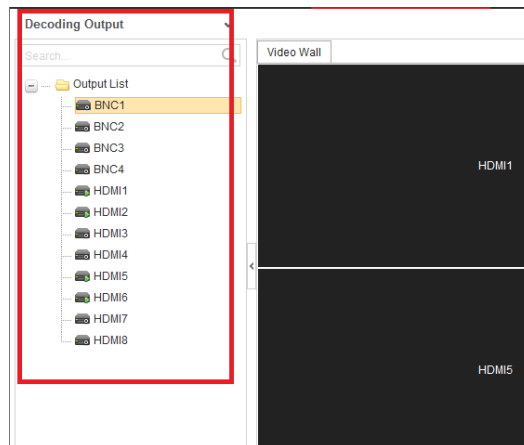 Decoding Output
Search...
Video Wall
Output List
BNC1
BNC2
BNC3
BNC4
HDMI1
HDMI2
HDMI3
HDMI4
HDMI5
HDMI6
HDMI7
HDMI8
HDMI1
HDMI5